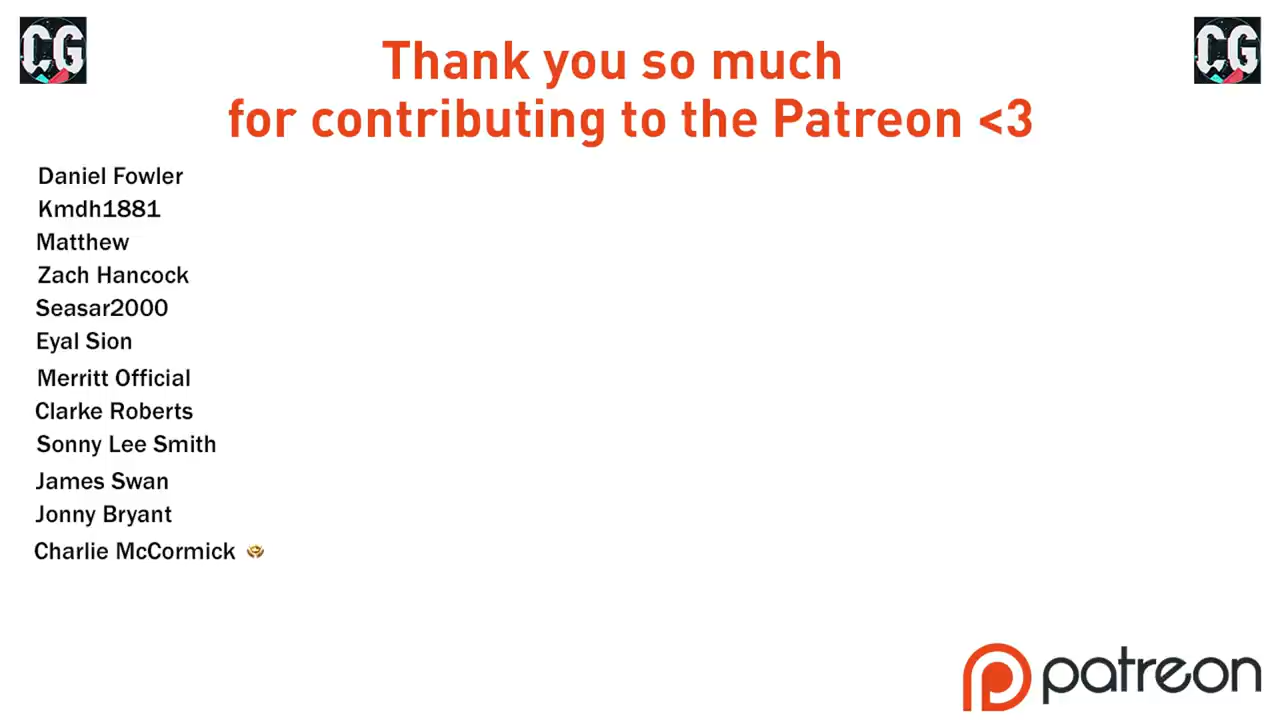 CG
CG
Thank you so much
for contributing to the Patreon <3
Daniel Fowler
Kmdh1881
Matthew
Zach Hancock
Seasar2000
Eyal Sion
Merritt Official
Clarke Roberts
Sonny Lee Smith
James Swan
Jonny Bryant
Charlie McCormick
patreon